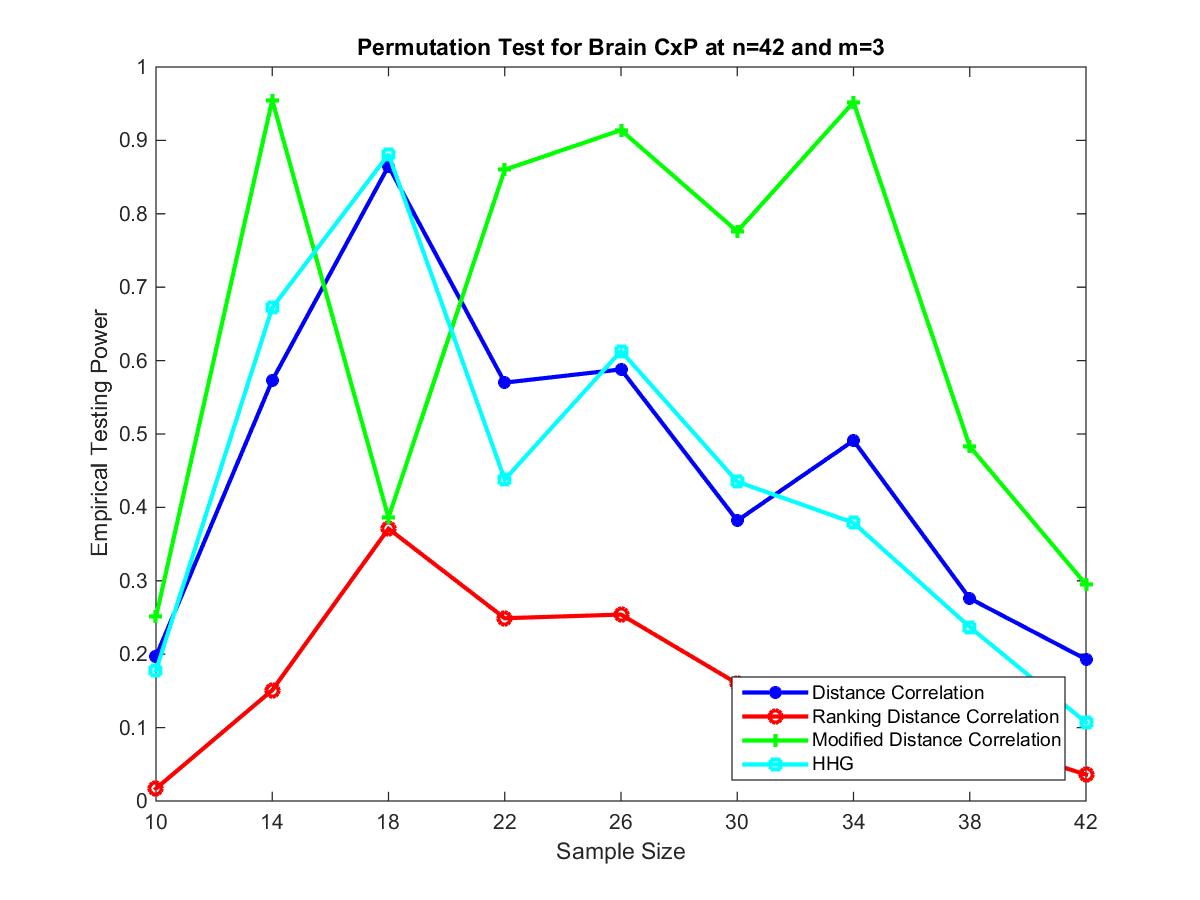 Permutation Test for Brain CxP at n=42 and m=3
1
0.9
0.8
0.7
0.6
0.5
0.4
0.3
0.2
0.1
0
Empirical Testing Power
10 14 18 22 26 30 34 38 42
Sample Size
Distance Correlation
Ranking Distance Correlation
Modified Distance Correlation
HHG